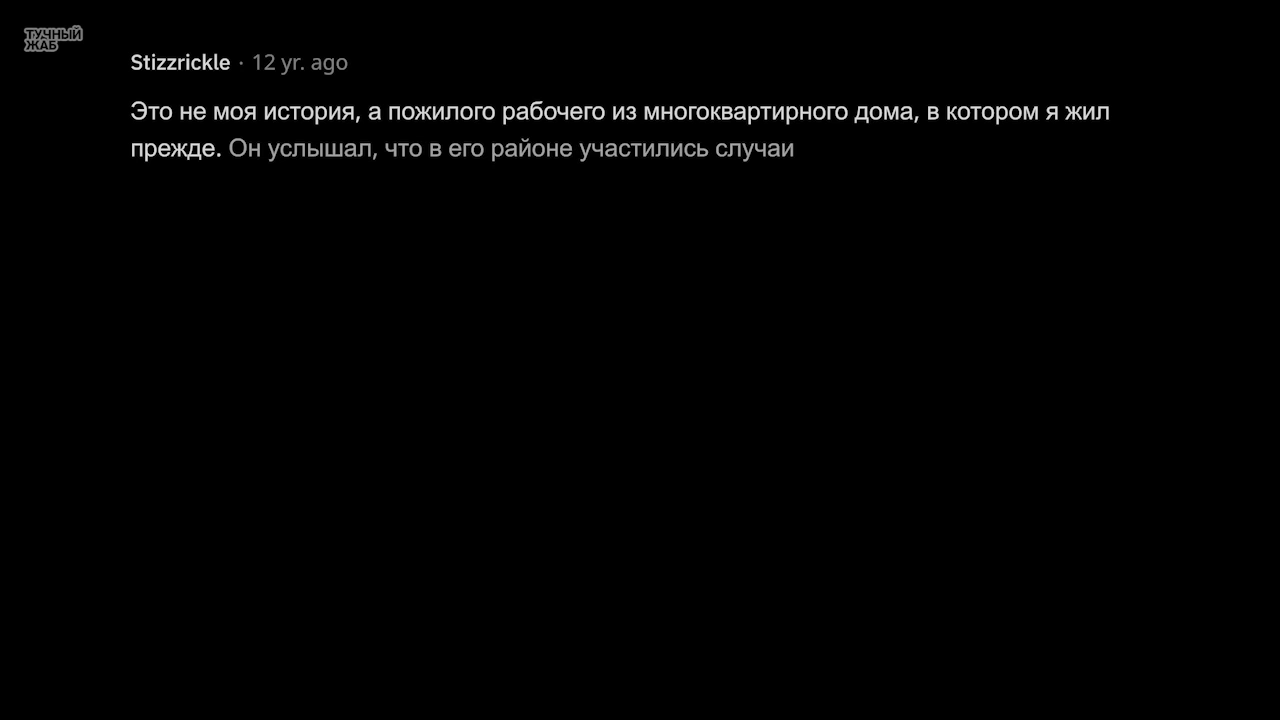 ТУЧНЫЙ
ЖАБ
Stizzrickle · 12 yr. ago
Это не моя история, а пожилого рабочего из многоквартирного дома, в котором я жил
прежде. Он услышал, что в его районе участились случаи